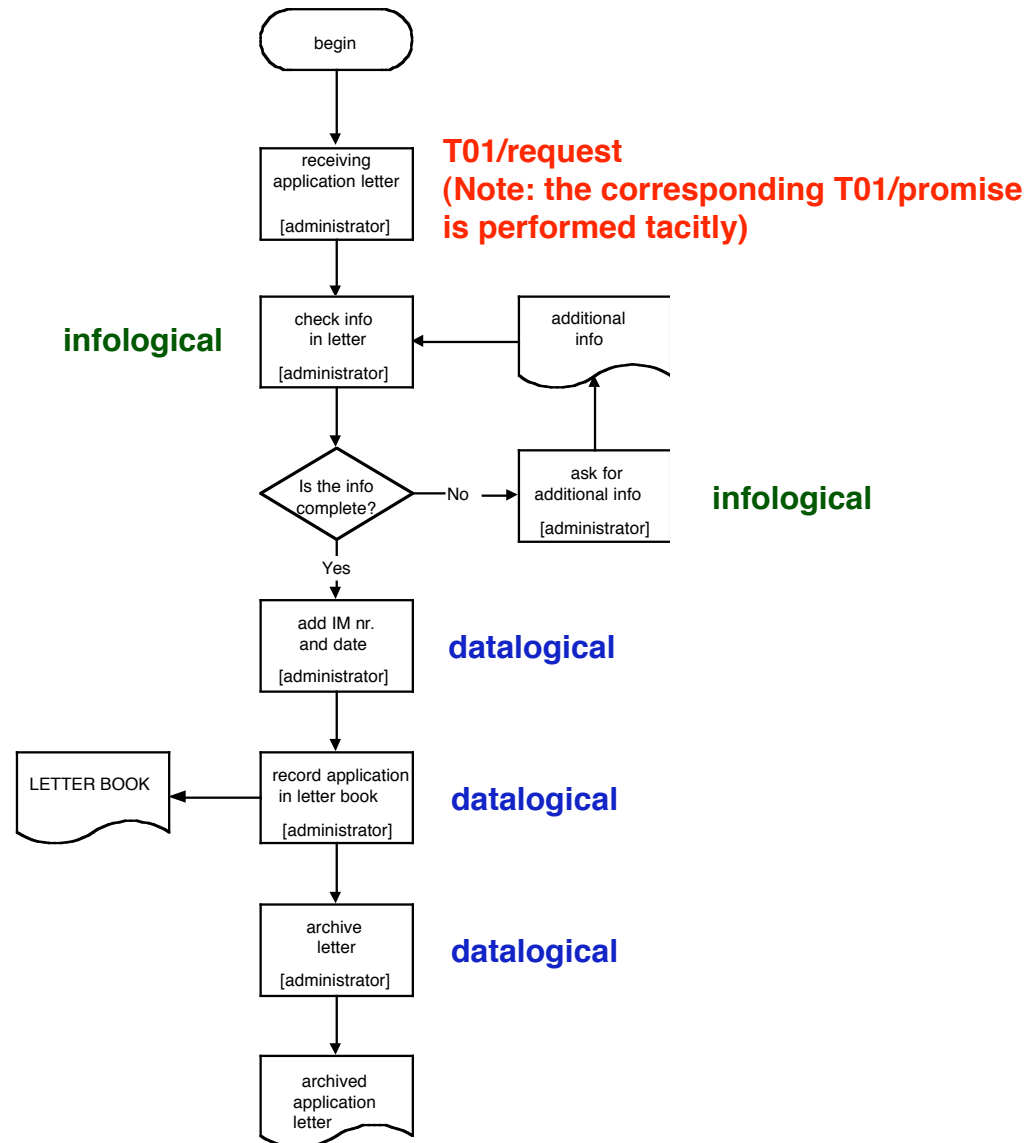 begin
receiving
application letter
[administrator]
T01/request
(Note: the corresponding T01/promise
is performed tacitly)
infological
check info
in letter
[administrator]
additional
info
Is the info
complete?
No
ask for
additional info
[administrator]
infological
Yes
add IM nr.
and date
[administrator]
datalogical
LETTER BOOK
record application
in letter book
[administrator]
datalogical
archive
letter
[administrator]
datalogical
archived
application
letter